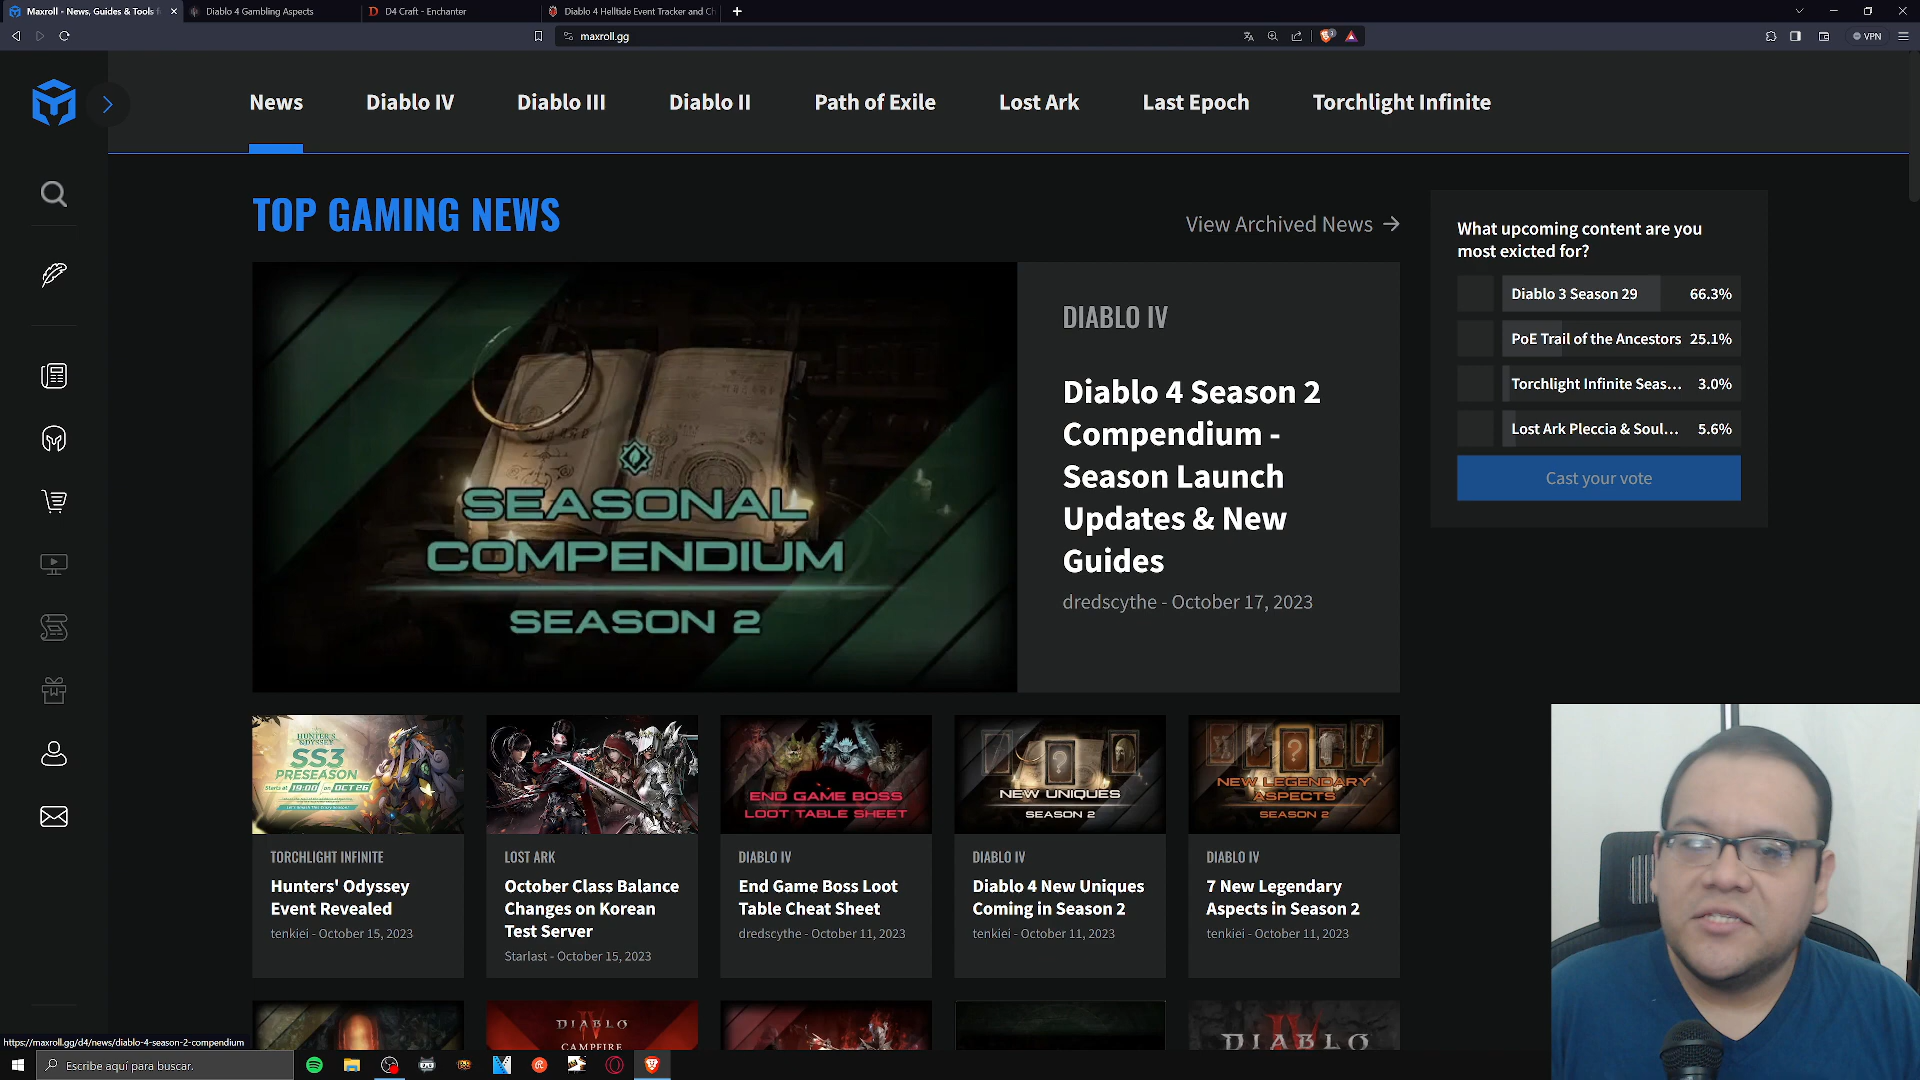 Maxroll - News, Guides & Tools f
Diablo 4 Gambling Aspects
D4 Craft - Enchanter
Diablo 4 Helltide Event Tracker and Ch
maxroll.gg
VPN
News
Diablo IV
Diablo III
Diablo II
Path of Exile
Lost Ark
Last Epoch
Torchlight Infinite
TOP GAMING NEWS
View Archived News
SEASONAL
COMPENDIUM
SEASON 2
DIABLO IV
Diablo 4 Season 2
Compendium -
Season Launch
Updates & New
Guides
dredscythe - October 17, 2023
What upcoming content are you
most exicted for?
Diablo 3 Season 29 66.3%
PoE Trail of the Ancestors 25.1%
Torchlight Infinite Seas... 3.0%
Lost Ark Pleccia & Soul... 5.6%
Cast your vote
HUNTER'S
ODYSSEY
SS3
PRESEASON
Starts at 19:00 on OCT 26
TORCHLIGHT INFINITE
Hunters' Odyssey
Event Revealed
tenkiei - October 15, 2023
LOST ARK
October Class Balance
Changes on Korean
Test Server
Starlast - October 15, 2023
END GAME BOSS
LOOT TABLE SHEET
DIABLO IV
End Game Boss Loot
Table Cheat Sheet
dredscythe - October 11, 2023
NEW UNIQUES
SEASON 2
DIABLO IV
Diablo 4 New Uniques
Coming in Season 2
tenkiei - October 11, 2023
NEW LEGENDARY
ASPECTS
SEASON 2
DIABLO IV
7 New Legendary
Aspects in Season 2
tenkiei - October 11, 2023
DIABLO
CAMPFIRE
DIABLO
https://maxroll.gg/d4/news/diablo-4-season-2-compendium
Escribe aquí para buscar.